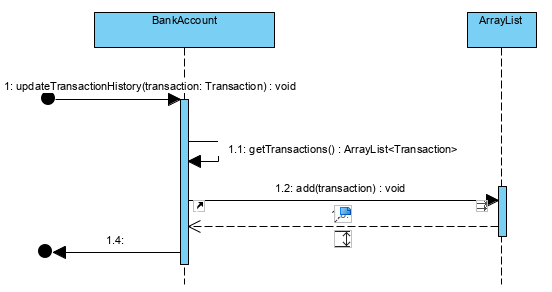 BankAccount
ArrayList
1: updateTransactionHistory(transaction: Transaction) : void
1.1: getTransactions() : ArrayList<Transaction>
1.2: add(transaction) : void
1.4: